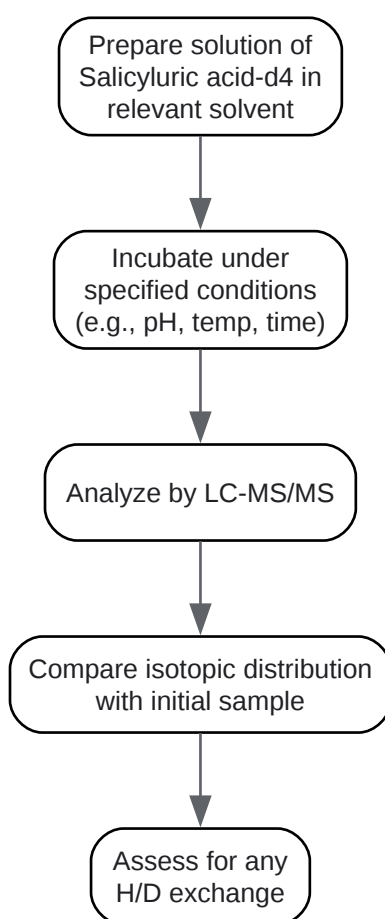 Prepare solution of
Salicyluric acid-d4 in
relevant solvent
Incubate under
specified conditions
(e.g., pH, temp, time)
Analyze by LC-MS/MS
Compare isotopic distribution
with initial sample
Assess for any
H/D exchange